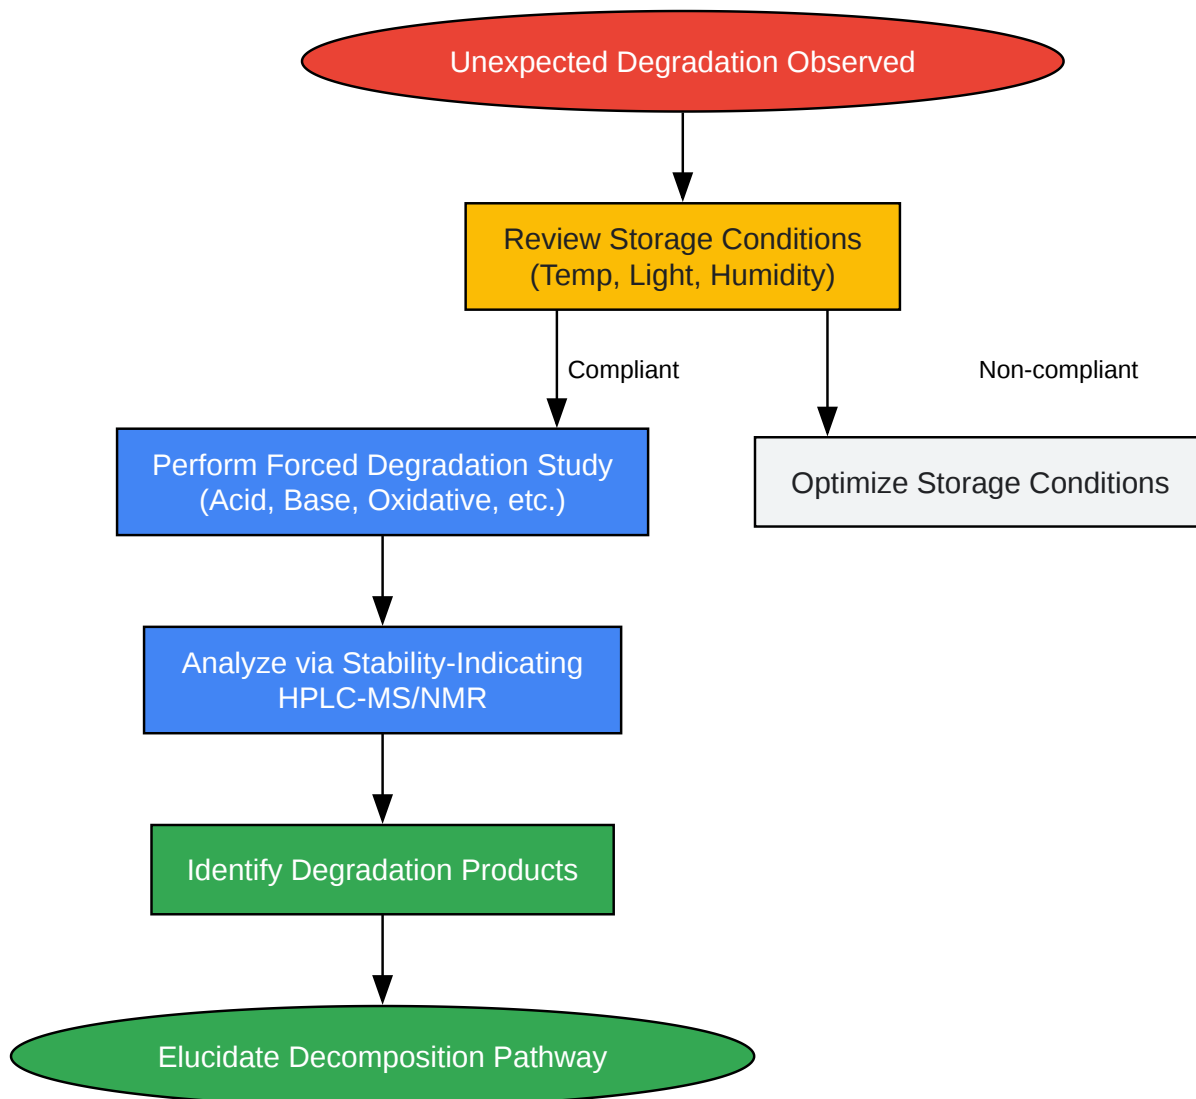 Unexpected Degradation Observed
Review Storage Conditions
(Temp, Light, Humidity)
Compliant
Non-compliant
Perform Forced Degradation Study
(Acid, Base, Oxidative, etc.)
Optimize Storage Conditions
Analyze via Stability-Indicating
HPLC-MS/NMR
Identify Degradation Products
Elucidate Decomposition Pathway